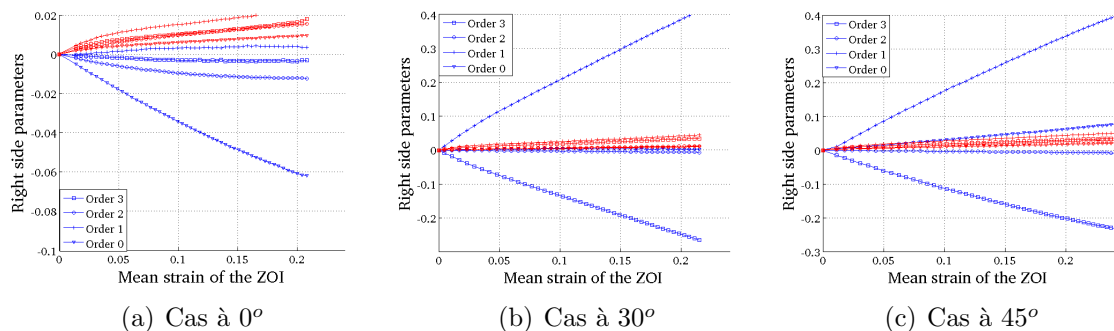 Right side parameters
0.02
0
-0.02
-0.04
-0.06
-0.08
-0.1
Order 3
Order 2
Order 1
Order 0
0 0.05 0.1 0.15 0.2
Mean strain of the ZOI
(a) Cas à 0º
Right side parameters
0.4
0.3
0.2
0.1
0
-0.1
-0.2
Order 3
Order 2
Order 1
Order 0
0 0.05 0.1 0.15 0.2
Mean strain of the ZOI
(b) Cas à 30º
Right side parameters
0.4
0.3
0.2
0.1
0
-0.1
-0.2
Order 3
Order 2
Order 1
Order 0
0 0.05 0.1 0.15 0.2
Mean strain of the ZOI
(c) Cas à 45º